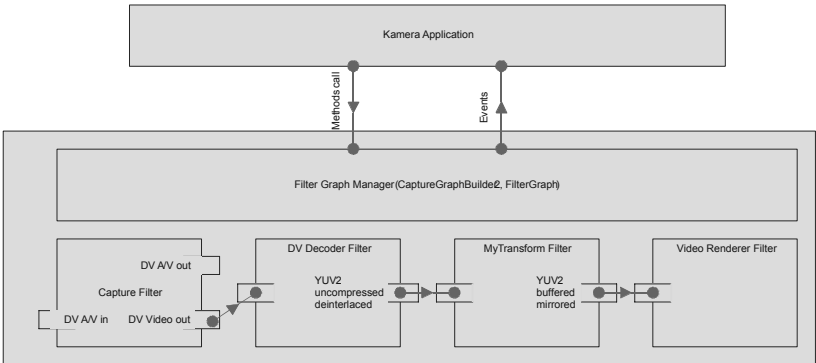 Kamera Application
Methods call
Events
Filter Graph Manager(CaptureGraphBuilder2, FilterGraph)
DV Decoder Filter
MyTransform Filter
Video Renderer Filter
DV A/V out
Capture Filter
DV A/V in
DV Video out
YUV2
uncompressed
deinterlaced
YUV2
buffered
mirrored